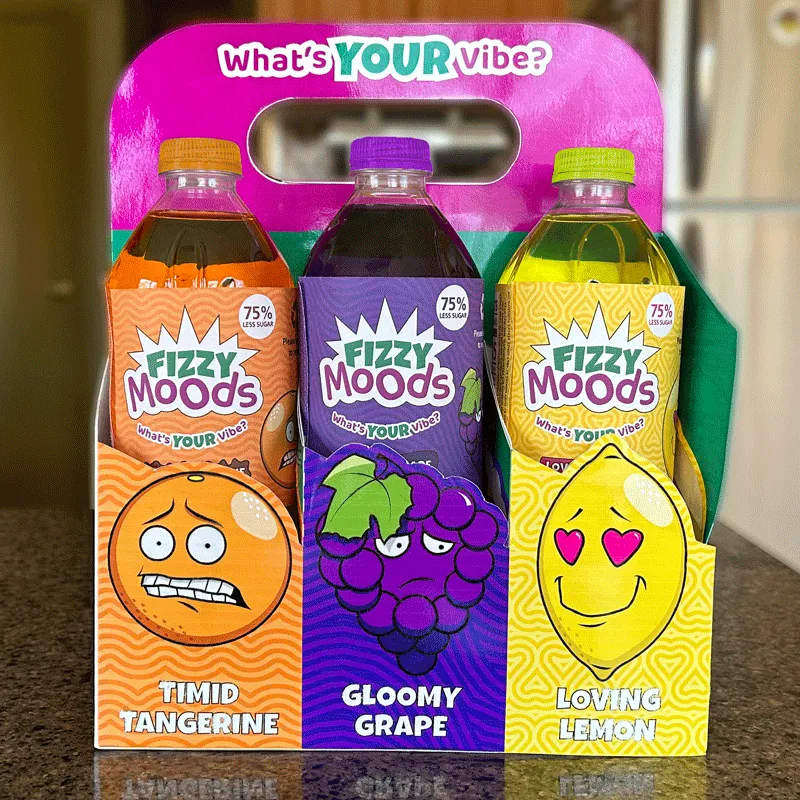 What's YOUR Vibe?
75%
LESS SUGAR
FIZZY
MoOds
What's YOUR Vibe?
75%
LESS SUGAR
FIZZY
MoOds
What's YOUR Vibe?
75%
LESS SUGAR
FIZZY
MoOds
What's YOUR Vibe?
TIMID
TANGERINE
GLOOMY
GRAPE
LOVING
LEMON